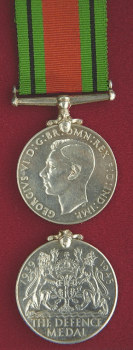 GEORGIVS·VI·D:G:BR:OMN:REX·F:D:IND:IMP.
1939 1945
THE DEFENCE
MEDAL